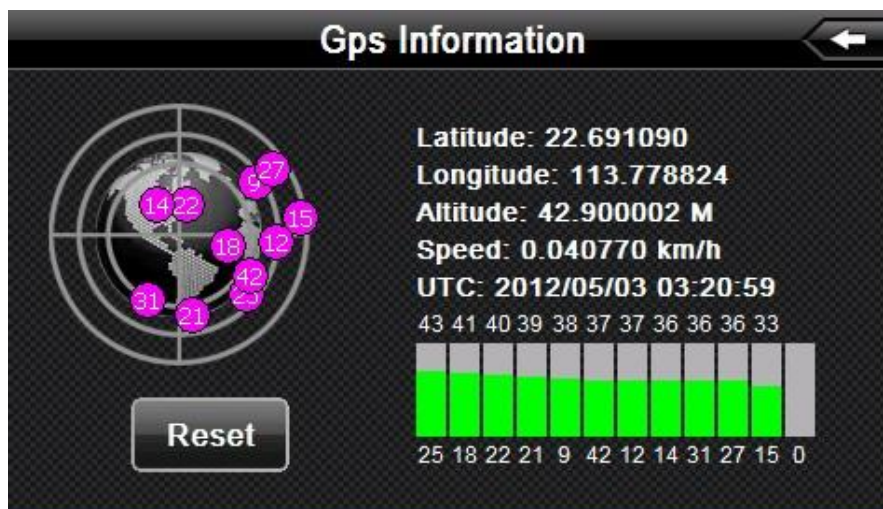 Gps Information
27
9
14 22
15
18 12
42
25
31
21
Latitude: 22.691090
Longitude: 113.778824
Altitude: 42.900002 M
Speed: 0.040770 km/h
UTC: 2012/05/03 03:20:59
43 41 40 39 38 37 37 36 36 36 33
25 18 22 21 9 42 12 14 31 27 15 0
Reset